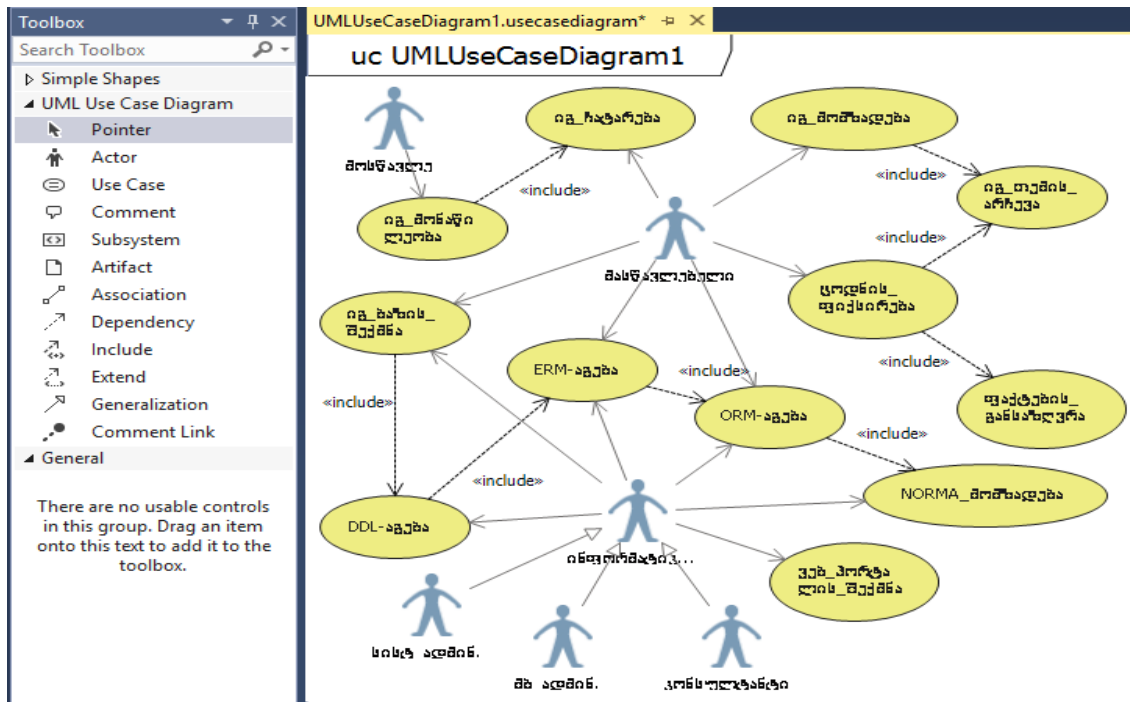 Toolbox
UMLUseCaseDiagram1.usecasediagram*
Search Toolbox
uc UMLUseCaseDiagram1
Simple Shapes
UML Use Case Diagram
Pointer
Actor
Use Case
Comment
Subsystem
Artifact
Association
Dependency
Include
Extend
Generalization
Comment Link
General
There are no usable controls
in this group. Drag an item
onto this text to add it to the
toolbox.
მოსწავლე
იგ_ჩატარება
იგ_მომზადება
«include»
«include»
იგ_თემის_
არჩევა
იგ_მონაწი
ლეობა
«include»
მასწავლებელი
ცოდნის_
ფიქსირება
იგ_ბაზის_
შექმნა
«include»
ERM-აგება
«include»
ფაქტების_
განსაზღვრა
«include»
ORM-აგება
«include»
«include»
NORMA_მომზადება
DDL-აგება
ინფორმატიკ...
ვებ_პორტა
ლის_შექმნა
სისტ ადმინ.
მბ ადმინ.
კონსულტანტი